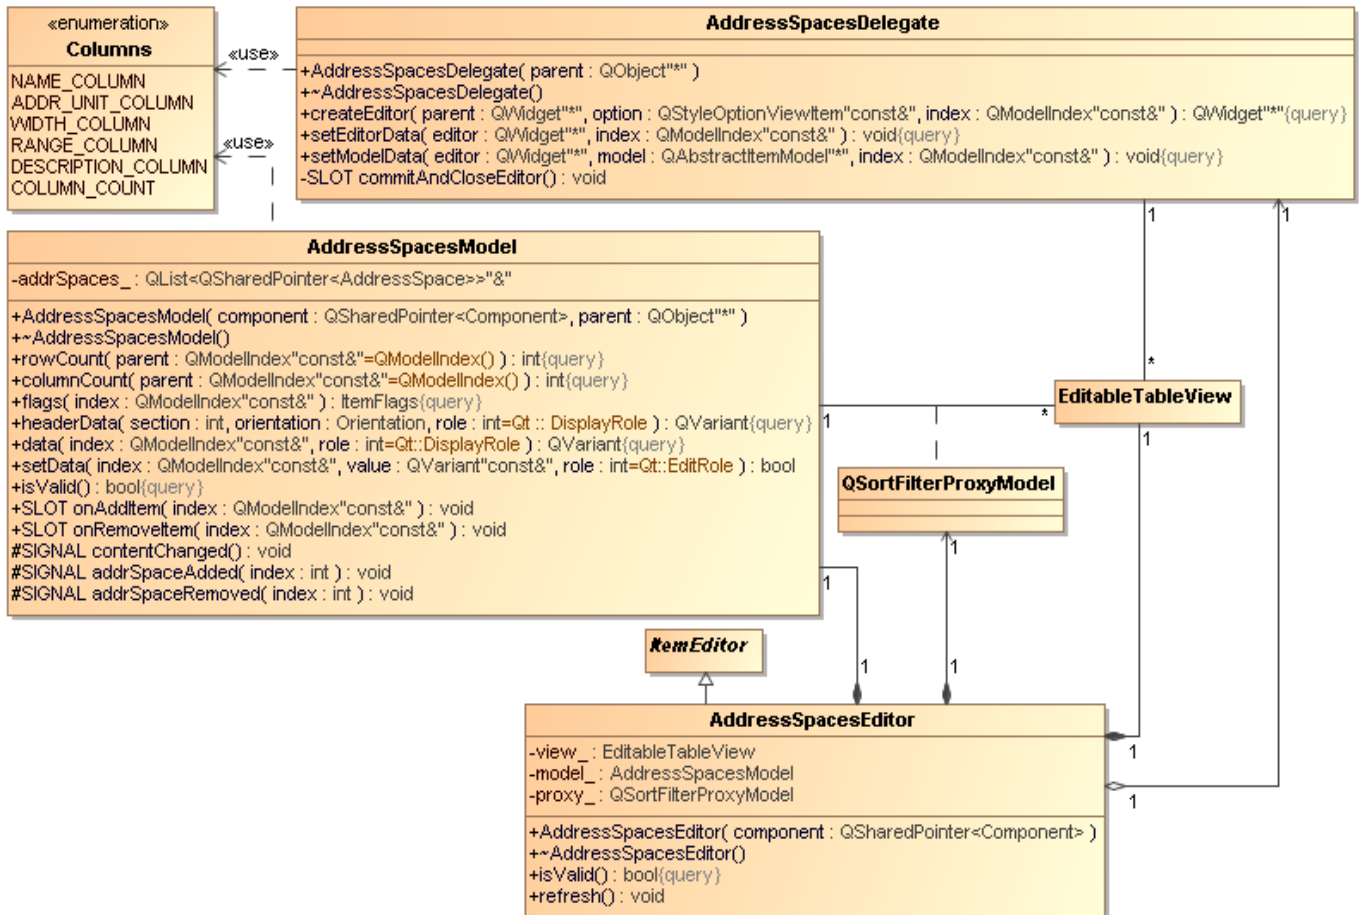 «enumeration»
Columns
NAME_COLUMN
ADDR_UNIT_COLUMN
WIDTH_COLUMN
RANGE_COLUMN
DESCRIPTION_COLUMN
COLUMN_COUNT
«use»
«use»
AddressSpacesDelegate
+AddressSpacesDelegate( parent : QObject"*" )
+~AddressSpacesDelegate()
+createEditor( parent : QWidget"*", option : QStyleOptionViewItem"const&", index : QModelIndex"const&" ) : QWidget"*"{query}
+setEditorData( editor : QWidget"*", index : QModelIndex"const&" ) : void{query}
+setModelData( editor : QWidget"*", model : QAbstractItemModel"*", index : QModelIndex"const&" ) : void{query}
-SLOT commitAndCloseEditor() : void
1
1
AddressSpacesModel
-addrSpaces_ : QList<QSharedPointer<AddressSpace>>"&"
+AddressSpacesModel( component : QSharedPointer<Component>, parent : QObject"*" )
+~AddressSpacesModel()
+rowCount( parent : QModelIndex"const&"=QModelIndex() ) : int{query}
+columnCount( parent : QModelIndex"const&"=QModelIndex() ) : int{query}
+flags( index : QModelIndex"const&" ) : ItemFlags{query}
+headerData( section : int, orientation : Orientation, role : int=Qt :: DisplayRole ) : QVariant{query}
+data( index : QModelIndex"const&", role : int=Qt::DisplayRole ) : QVariant{query}
+setData( index : QModelIndex"const&", value : QVariant"const&", role : int=Qt::EditRole ) : bool
+isValid() : bool{query}
+SLOT onAddItem( index : QModelIndex"const&" ) : void
+SLOT onRemoveItem( index : QModelIndex"const&" ) : void
#SIGNAL contentChanged() : void
#SIGNAL addrSpaceAdded( index : int ) : void
#SIGNAL addrSpaceRemoved( index : int ) : void
*
EditableTableView
1
*
1
QSortFilterProxyModel
1
1
ItemEditor
1
1
AddressSpacesEditor
-view_ : EditableTableView
-model_ : AddressSpacesModel
-proxy_ : QSortFilterProxyModel
+AddressSpacesEditor( component : QSharedPointer<Component> )
+~AddressSpacesEditor()
+isValid() : bool{query}
+refresh() : void
1
1